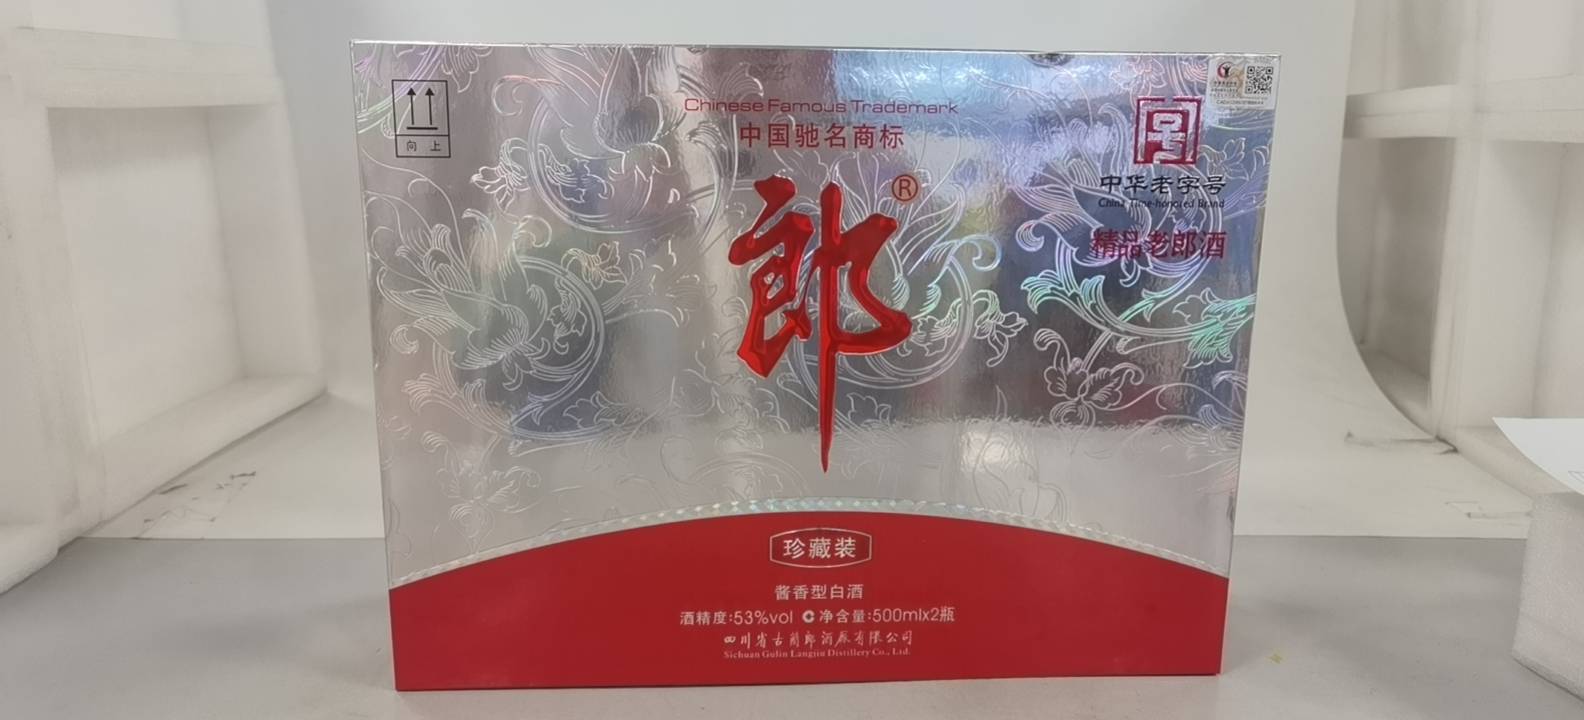 向 上
Chinese Famous Trademark
中国驰名商标
郎®
中华老字号
China Time-honored Brand
精品老郎酒
珍藏装
酱香型白酒
酒精度:53%vol 净含量:500mlx2瓶
四川省古蔺郎酒厂有限公司
Sichuan Gulin Langjiu Distillery Co., Ltd.